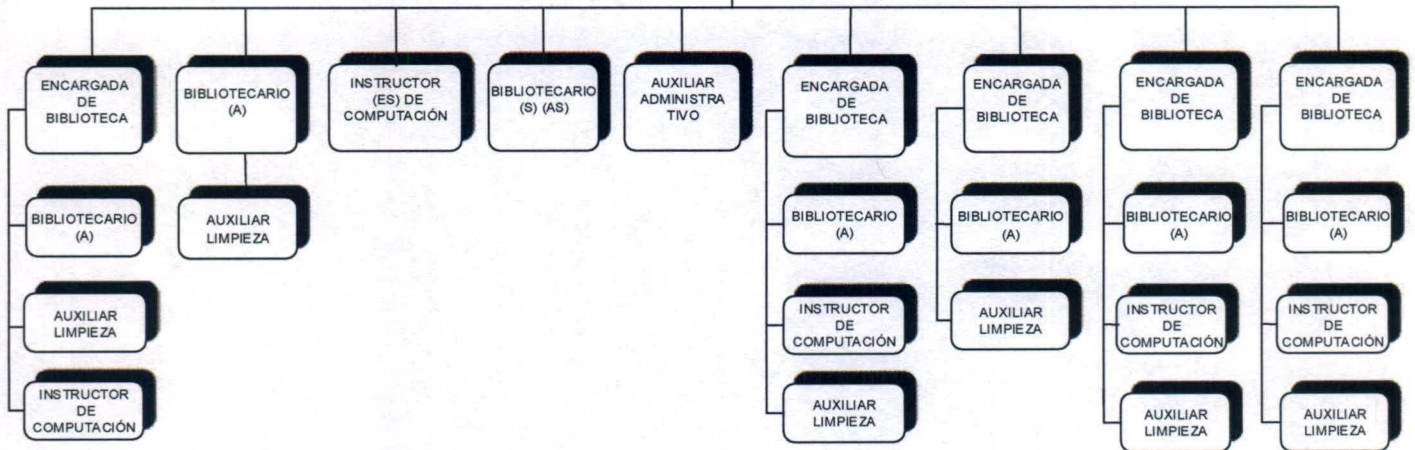 ENCARGADA
DE
BIBLIOTECA
BIBLIOTECARIO
(A)
INSTRUCTOR
(ES) DE
COMPUTACIÓN
BIBLIOTECARIO
(S) (AS)
AUXILIAR
ADMINISTRA
TIVO
ENCARGADA
DE
BIBLIOTECA
ENCARGADA
DE
BIBLIOTECA
ENCARGADA
DE
BIBLIOTECA
ENCARGADA
DE
BIBLIOTECA
BIBLIOTECARIO
(A)
AUXILIAR
LIMPIEZA
BIBLIOTECARIO
(A)
BIBLIOTECARIO
(A)
BIBLIOTECARIO
(A)
BIBLIOTECARIO
(A)
AUXILIAR
LIMPIEZA
INSTRUCTOR
DE
COMPUTACIÓN
AUXILIAR
LIMPIEZA
INSTRUCTOR
DE
COMPUTACIÓN
INSTRUCTOR
DE
COMPUTACIÓN
INSTRUCTOR
DE
COMPUTACIÓN
AUXILIAR
LIMPIEZA
AUXILIAR
LIMPIEZA
AUXILIAR
LIMPIEZA